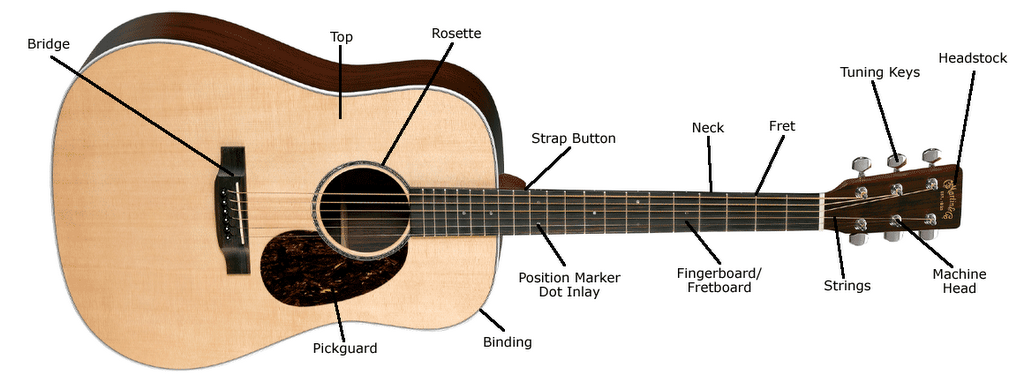 Bridge
Top
Rosette
Tuning Keys
Headstock
Strap Button
Neck
Fret
Position Marker
Dot Inlay
Fingerboard/
Fretboard
Strings
Machine
Head
Pickguard
Binding